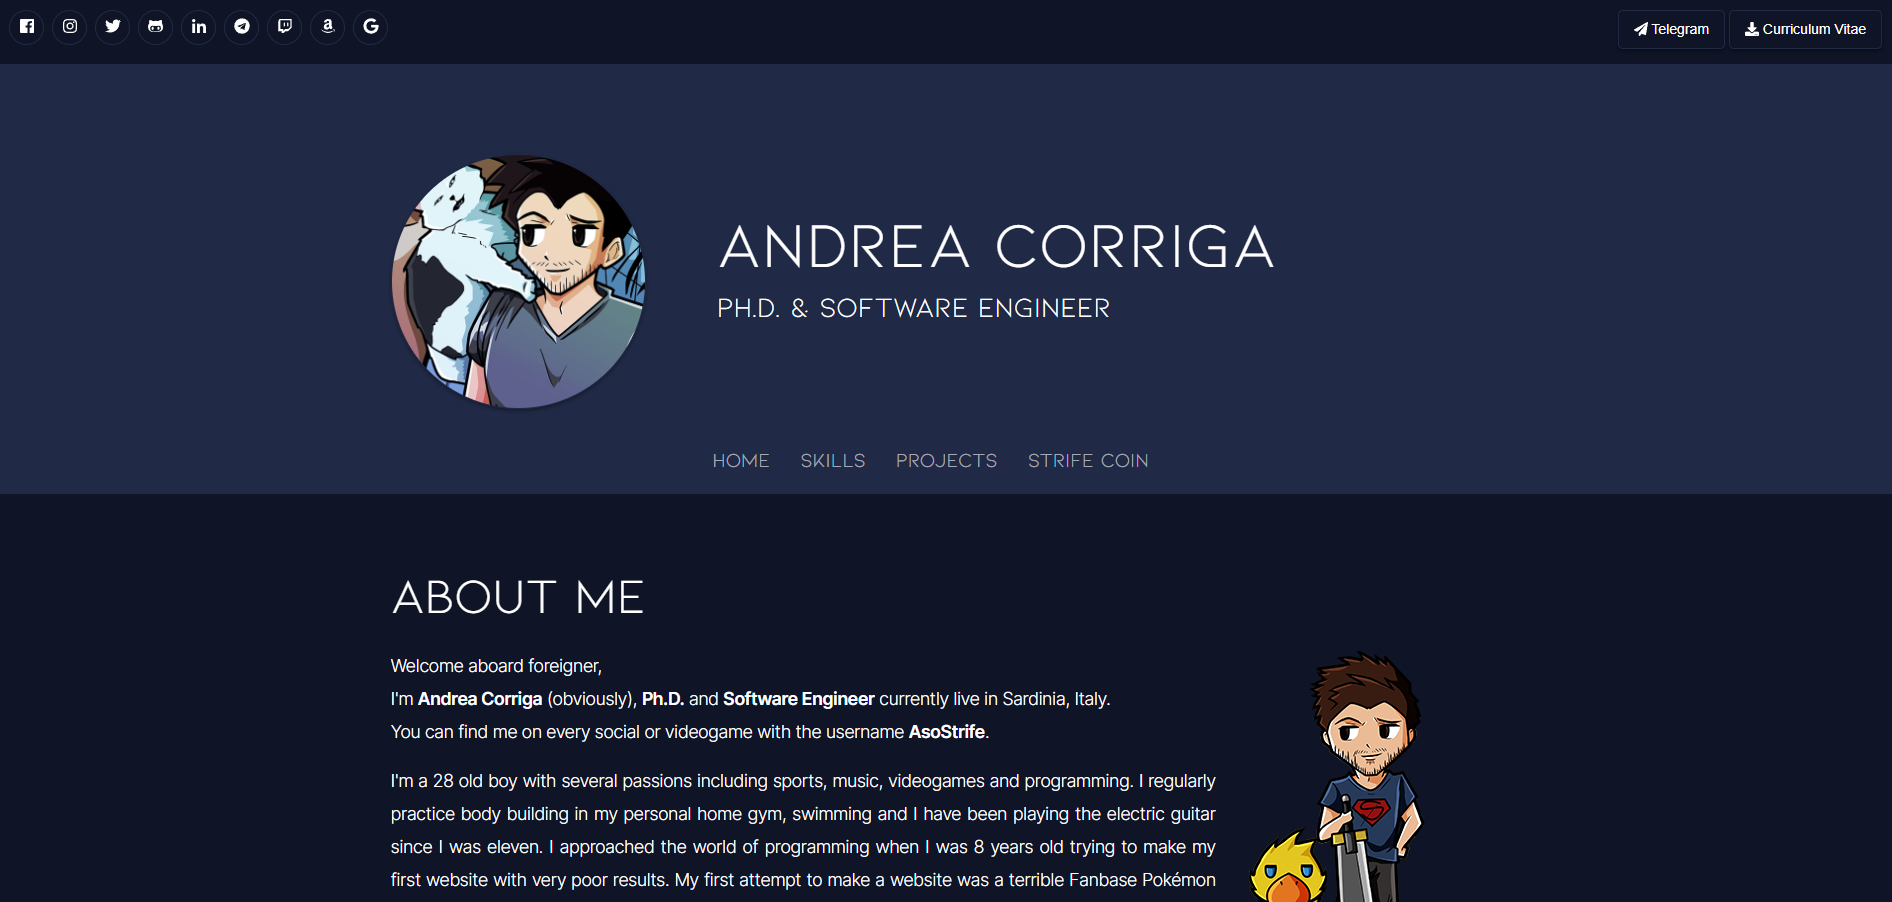 Telegram
Curriculum Vitae
ANDREA CORRIGA
PH.D. & SOFTWARE ENGINEER
HOME SKILLS PROJECTS STRIFE COIN
ABOUT ME
Welcome aboard foreigner,
I'm Andrea Corriga (obviously), Ph.D. and Software Engineer currently live in Sardinia, Italy.
You can find me on every social or videogame with the username AsoStrife.
I'm a 28 old boy with several passions including sports, music, videogames and programming. I regularly
practice body building in my personal home gym, swimming and I have been playing the electric guitar
since I was eleven. I approached the world of programming when I was 8 years old trying to make my
first website with very poor results. My first attempt to make a website was a terrible Fanbase Pokémon